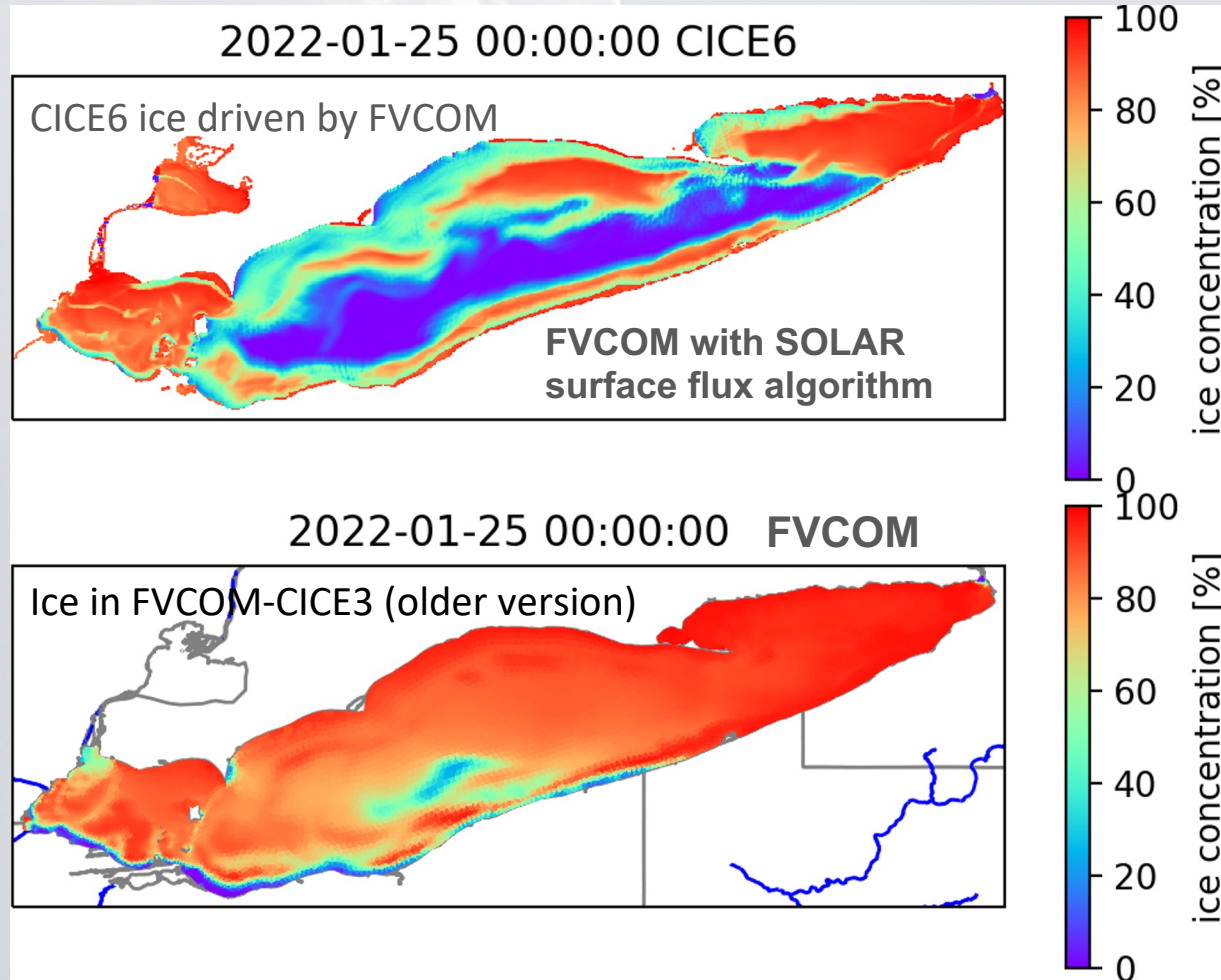 2022-01-25 00:00:00 CICE6
CICE6 ice driven by FVCOM
FVCOM with SOLAR
surface flux algorithm
100
80
60
40
20
0
ice concentration [%]
2022-01-25 00:00:00 FVCOM
Ice in FVCOM-CICE3 (older version)
100
80
60
40
20
0
ice concentration [%]